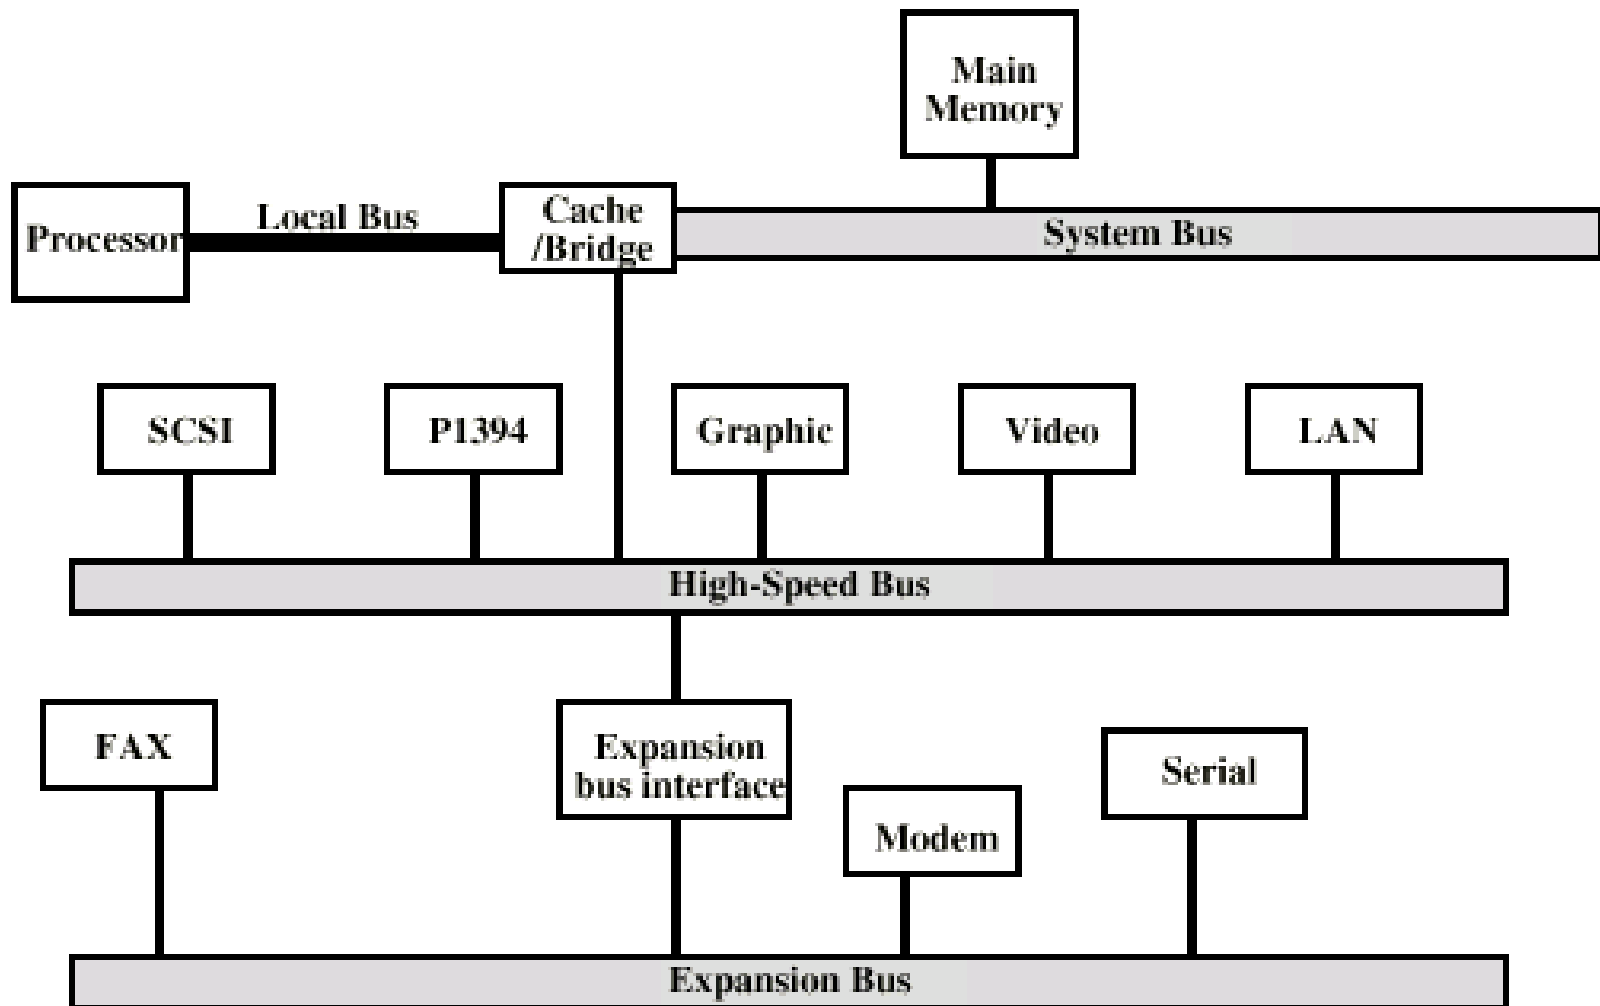 Main
Memory
Processor
Local Bus
Cache
/Bridge
System Bus
SCSI
P1394
Graphic
Video
LAN
High-Speed Bus
FAX
Expansion
bus interface
Modem
Serial
Expansion Bus